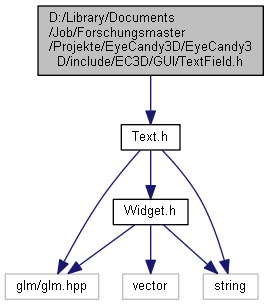 D:/Library/Documents
/Job/Forschungsmaster
/Projekte/EyeCandy3D/EyeCandy3
D/include/EC3D/GUI/TextField.h
Text.h
Widget.h
glm/glm.hpp
vector
string